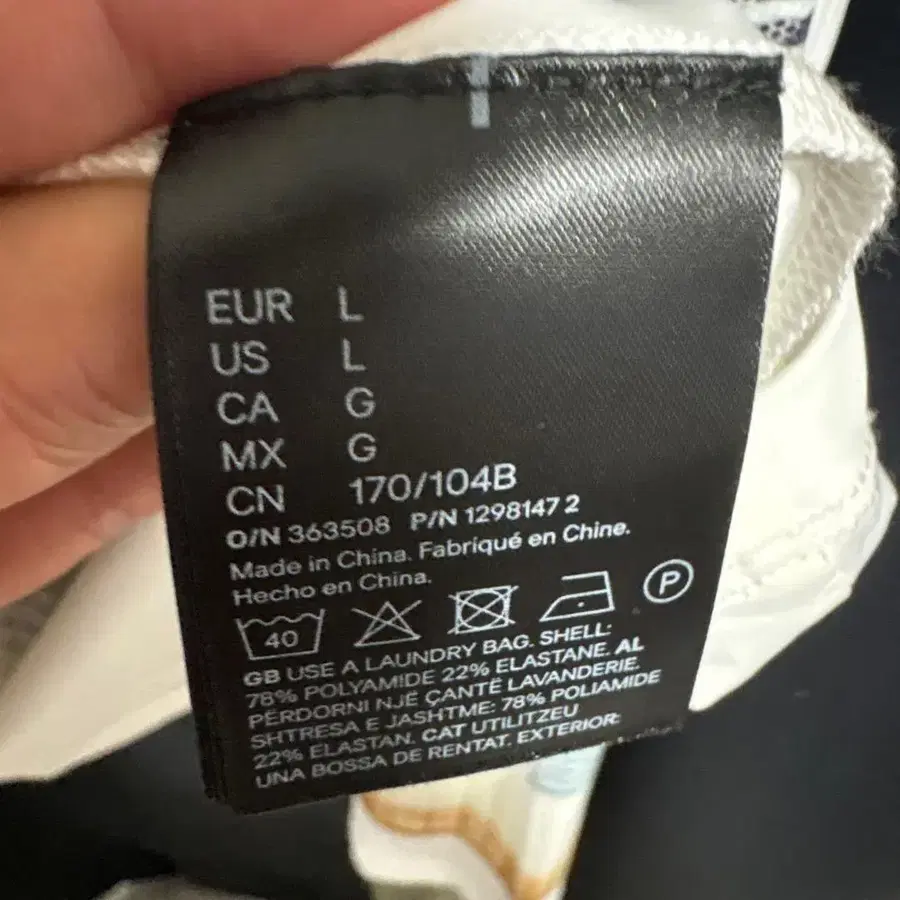 EUR L
US L
CA G
MX G
CN 170/104B
O/N 363508 P/N 1298147 2
Made in China. Fabriqué en Chine.
Hecho en China.
40 P
GB USE A LAUNDRY BAG. SHELL:
78% POLYAMIDE 22% ELASTANE. AL
PËRDORNI NJË ÇANTË LAVANDERIE.
SHTRESA E JASHTME: 78% POLIAMIDE
22% ELASTAN. CAT UTILITZEU
UNA BOSSA DE RENTAT. EXTERIOR: